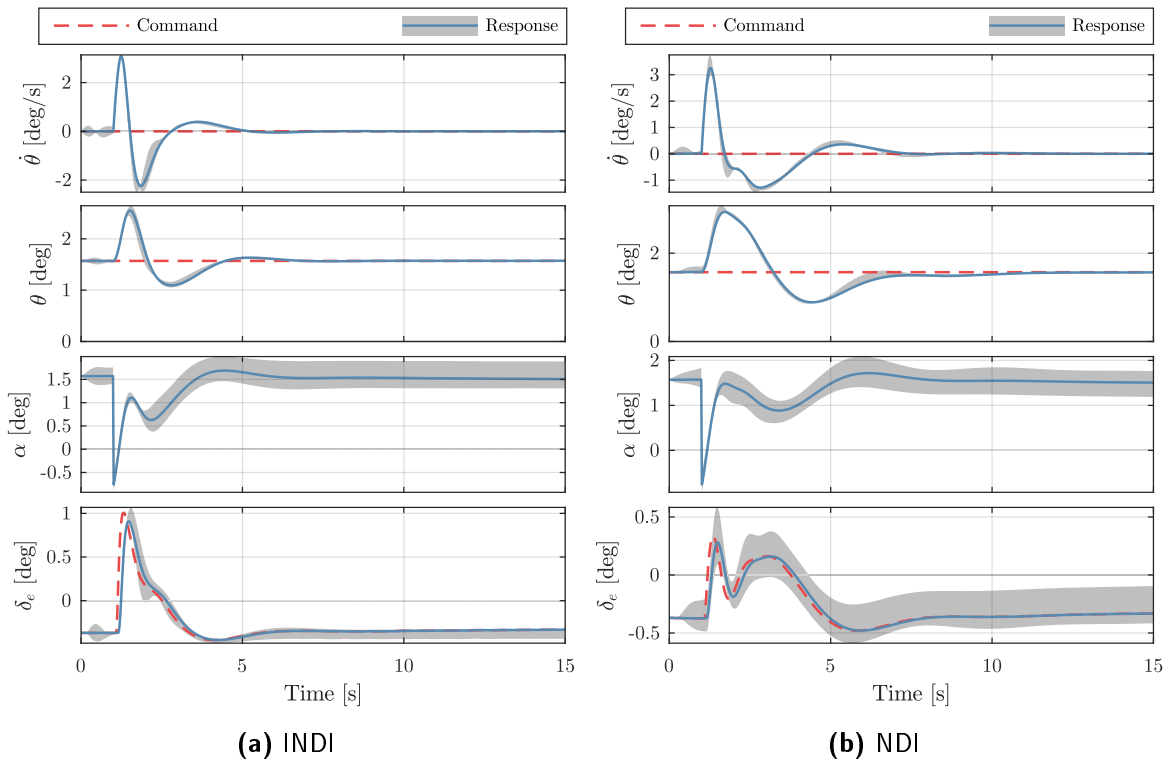 Command Response
2
0
-2
θ̇ [deg/s]
2
1
0
θ [deg]
1.5
1
0.5
0
-0.5
α [deg]
1
0.5
0
-0.5
δₑ [deg]
0 5 10 15
Time [s]
(a) INDI
Command Response
3
2
1
0
-1
θ̇ [deg/s]
2
0
θ [deg]
2
1
0
α [deg]
0.5
0
-0.5
δₑ [deg]
0 5 10 15
Time [s]
(b) NDI